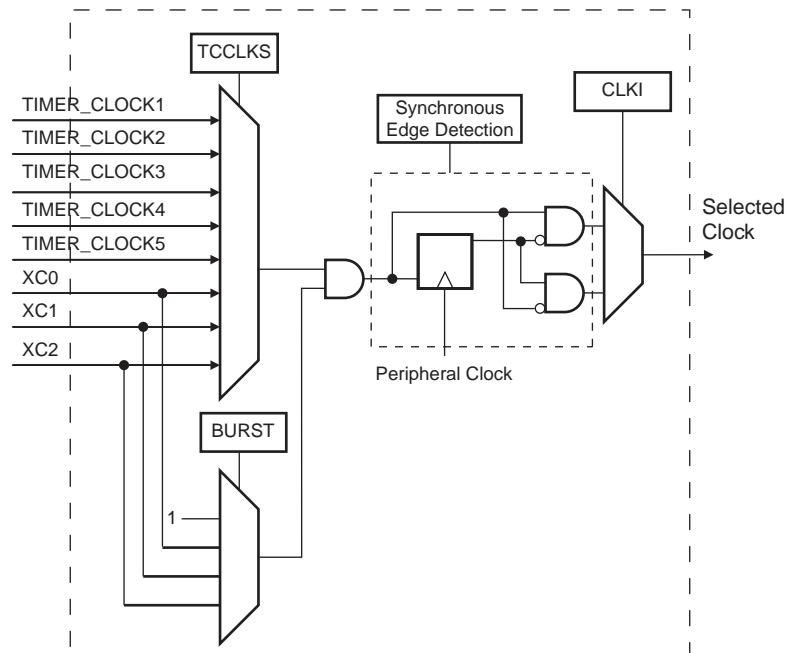 TCCLKS
CLKI
TIMER_CLOCK1
TIMER_CLOCK2
TIMER_CLOCK3
TIMER_CLOCK4
TIMER_CLOCK5
XC0
XC1
XC2
Synchronous
Edge Detection
Selected
Clock
Peripheral Clock
BURST
1